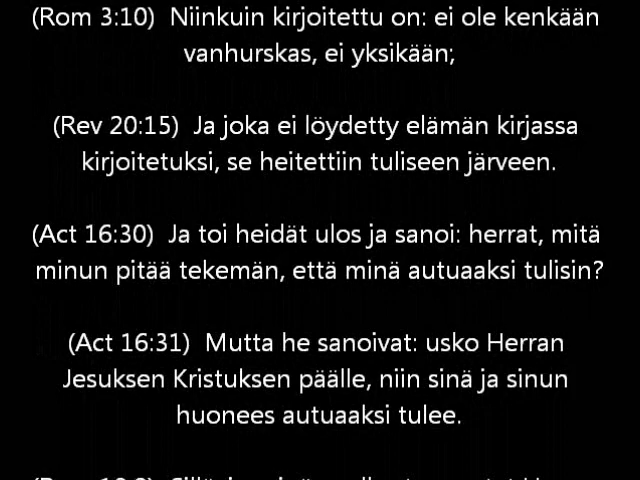 (Rom 3:10)  Niinkuin kirjoitettu on: ei ole kenkään
vanhurskas, ei yksikään;
(Rev 20:15)  Ja joka ei löydetty elämän kirjassa
kirjoitetuksi, se heitettiin tuliseen järveen.
(Act 16:30)  Ja toi heidät ulos ja sanoi: herrat, mitä
minun pitää tekemän, että minä autuaaksi tulisin?
(Act 16:31)  Mutta he sanoivat: usko Herran
Jesuksen Kristuksen päälle, niin sinä ja sinun
huonees autuaaksi tulee.